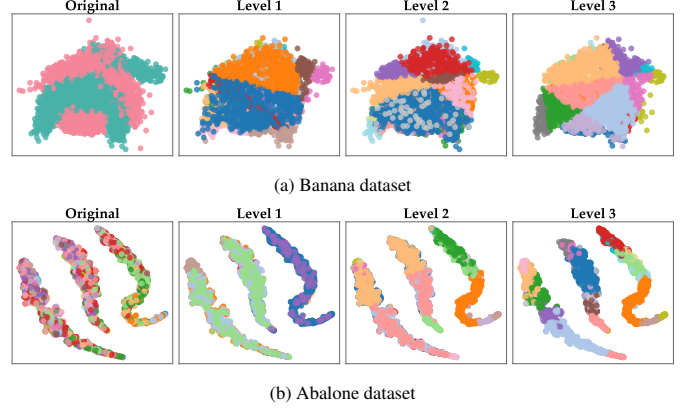 Original Level 1 Level 2 Level 3
(a) Banana dataset
Original Level 1 Level 2 Level 3
(b) Abalone dataset